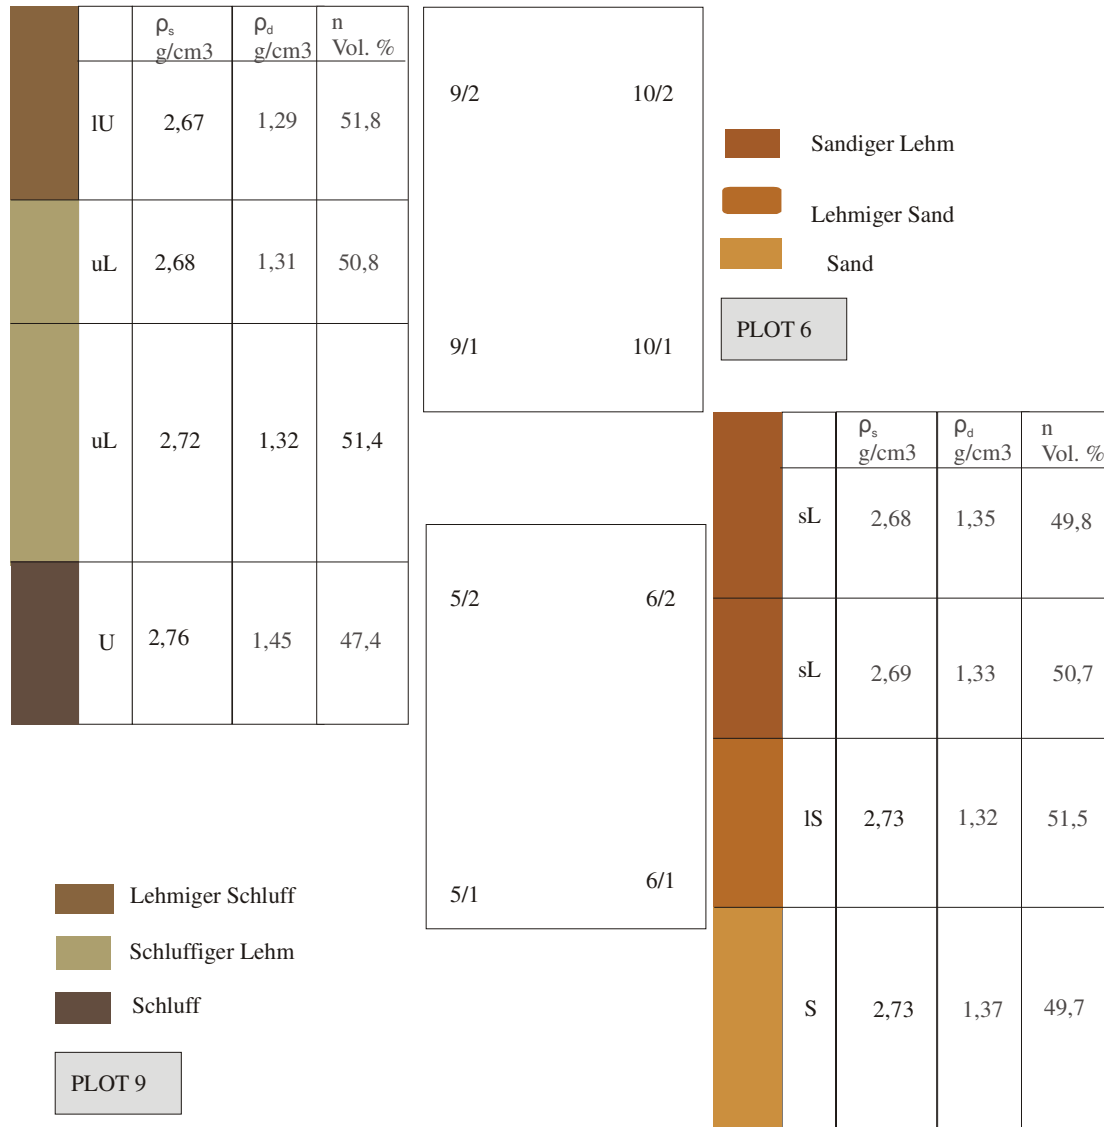 ρs ρd n
g/cm3 g/cm3 Vol. %
lU 2,67 1,29 51,8
uL 2,68 1,31 50,8
uL 2,72 1,32 51,4
U 2,76 1,45 47,4
Lehmiger Schluff
Schluffiger Lehm
Schluff
PLOT 9
9/2 10/2
9/1 10/1
5/2 6/2
5/1 6/1
Sandiger Lehm
Lehmiger Sand
Sand
PLOT 6
ρs ρd n
g/cm3 g/cm3 Vol. %
sL 2,68 1,35 49,8
sL 2,69 1,33 50,7
lS 2,73 1,32 51,5
S 2,73 1,37 49,7